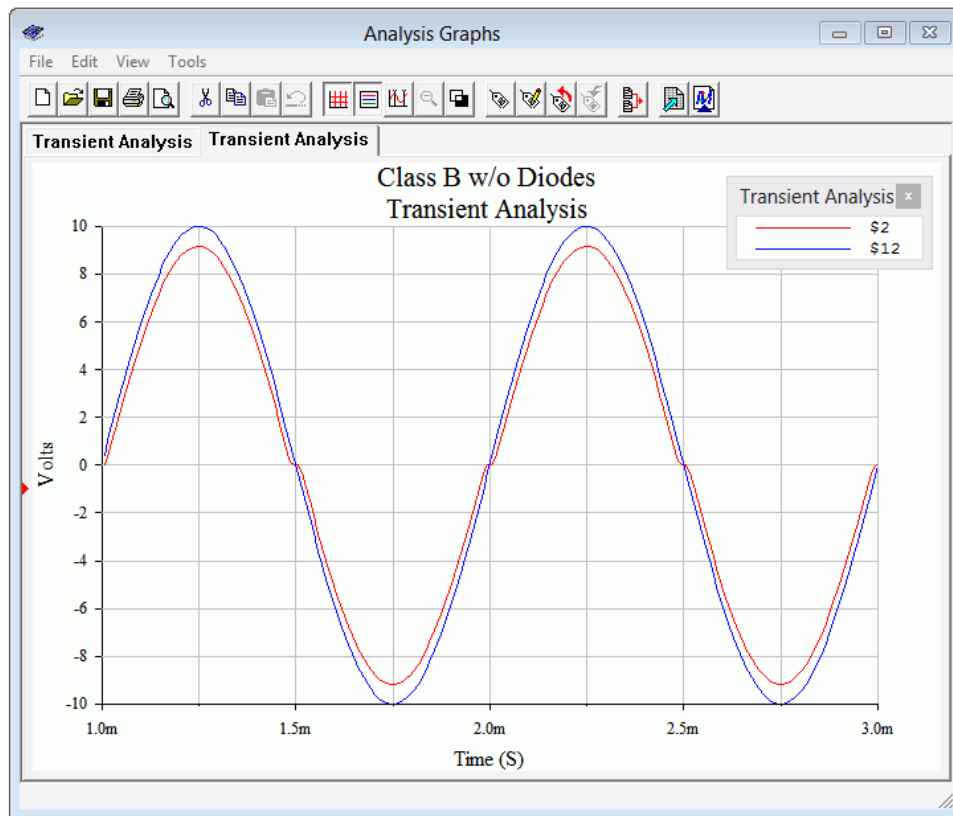 Analysis Graphs
File Edit View Tools
Transient Analysis Transient Analysis
Class B w/o Diodes
Transient Analysis
Transient Analysis x
$2
$12
10
8
6
4
2
0
-2
-4
-6
-8
-10
Volts
1.0m 1.5m 2.0m 2.5m 3.0m
Time (S)